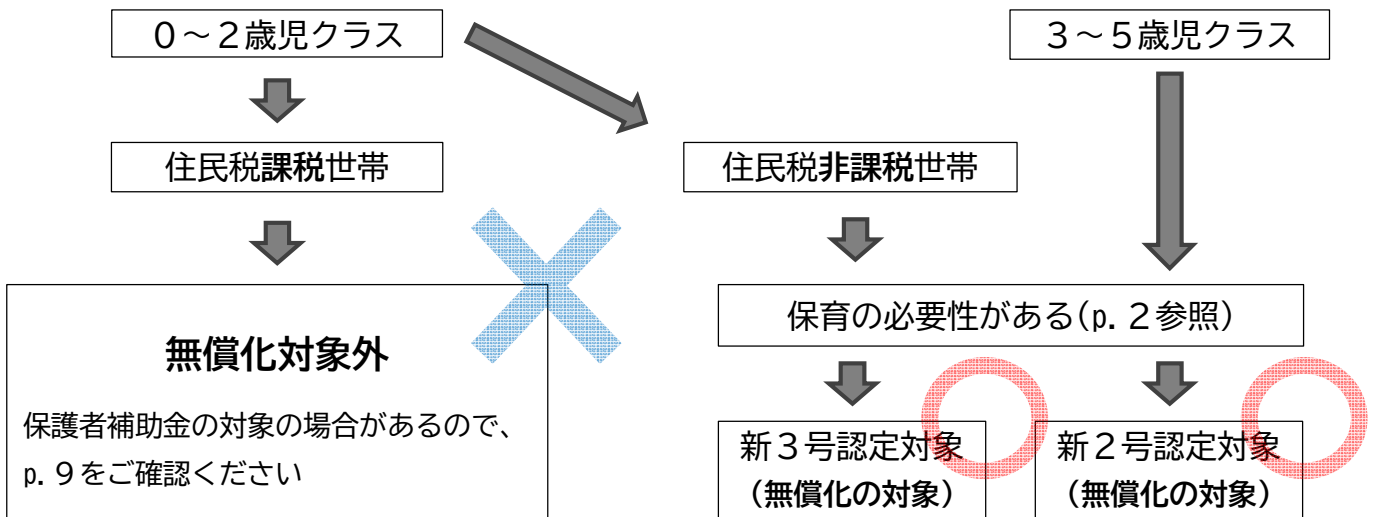 ０～２歳児クラス
３～５歳児クラス
住民税課税世帯
住民税非課税世帯
保育の必要性がある(p.２参照)
無償化対象外
保護者補助金の対象の場合があるので、
p.９をご確認ください
新３号認定対象
（無償化の対象）
新２号認定対象
（無償化の対象）